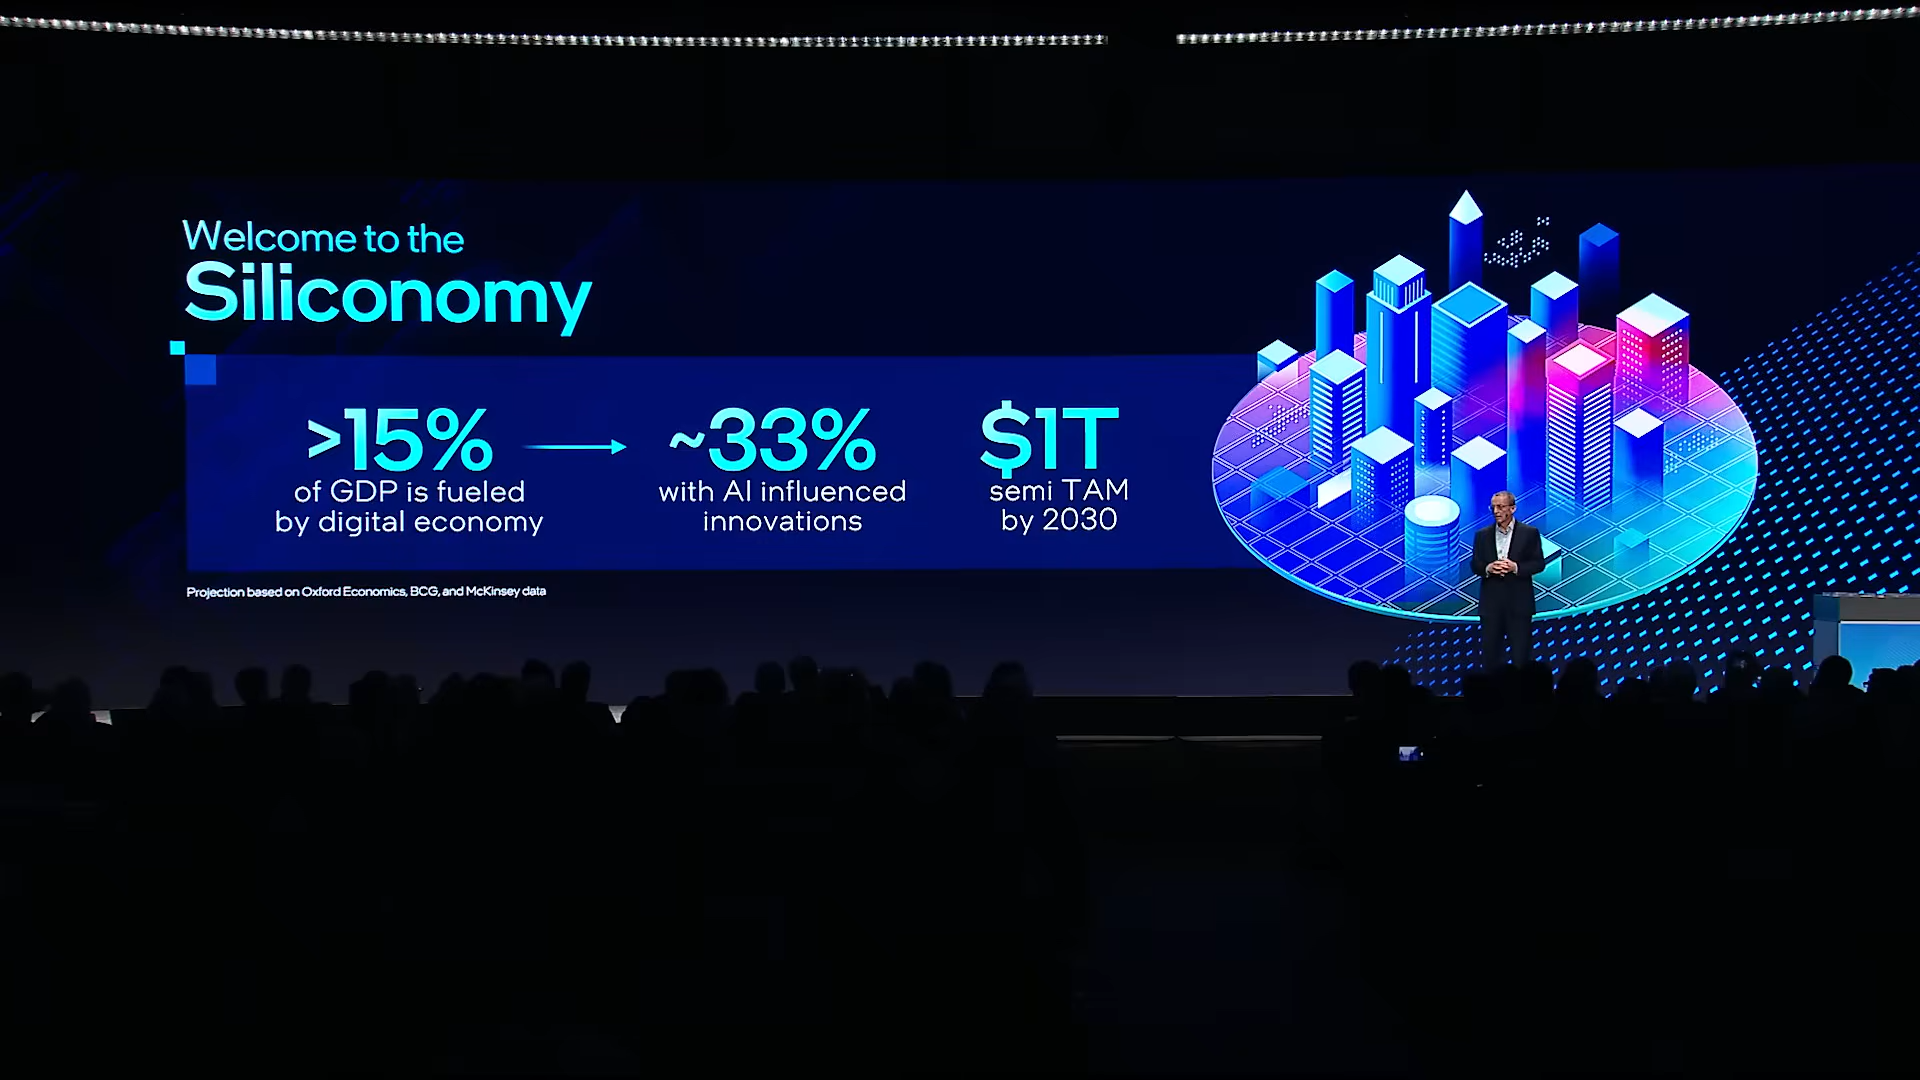 Welcome to the
Siliconomy
>15%
of GDP is fueled
by digital economy
~33%
with AI influenced
innovations
$1T
semi TAM
by 2030
Projection based on Oxford Economics, BCG, and McKinsey data